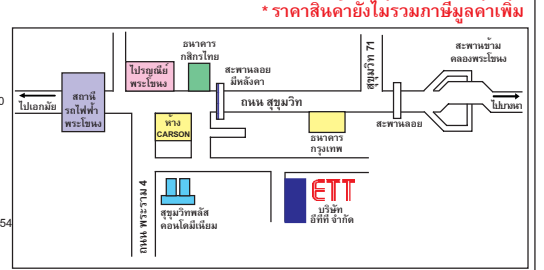 * ราคาสินค้ายังไม่รวมภาษีมูลค่าเพิ่ม
ธนาคาร
กสิกรไทย
ไปรษณีย์
พระโขนง
สะพานลอย
มีหลังคา
สุขุมวิท 71
สะพานข้าม
คลองพระโขนง
0
ไปเอกมัย
สถานี
รถไฟฟ้า
พระโขนง
ถนน สุขุมวิท
ไปบางนา
ห้าง
CARSON
สะพานลอย
ธนาคาร
กรุงเทพ
ถนน พระราม 4
สุขุมวิทพลัส
คอนโดมิเนียม
ETT
บริษัท
อีทีที จำกัด
54